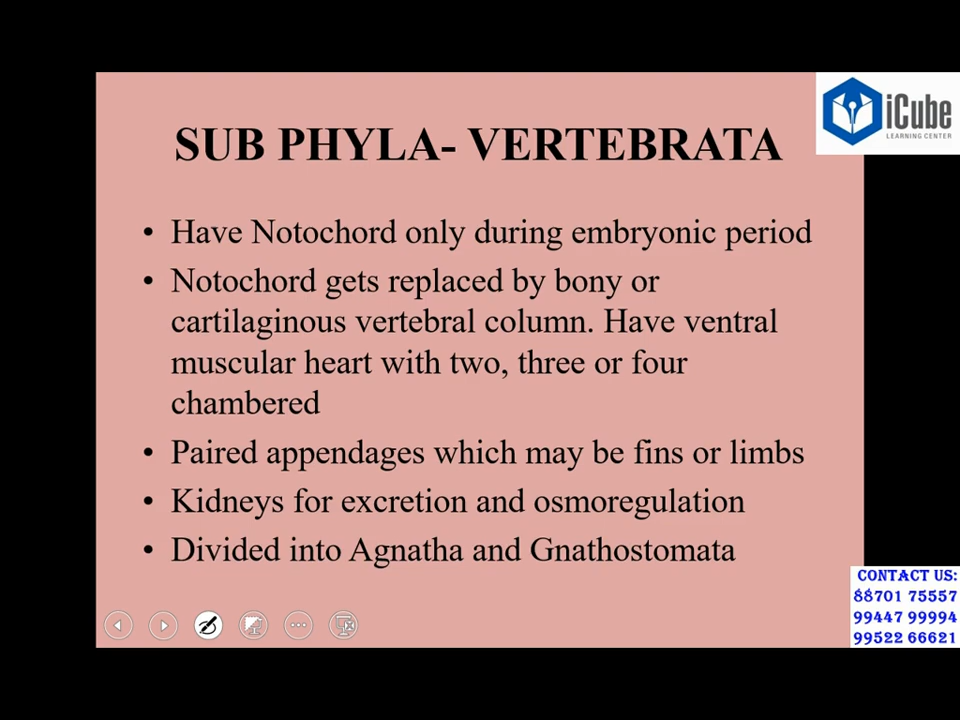 iCube
LEARNING CENTER
SUB PHYLA- VERTEBRATA
• Have Notochord only during embryonic period
• Notochord gets replaced by bony or
cartilaginous vertebral column. Have ventral
muscular heart with two, three or four
chambered
• Paired appendages which may be fins or limbs
• Kidneys for excretion and osmoregulation
• Divided into Agnatha and Gnathostomata
CONTACT US:
88701 75557
99447 99994
99522 66621